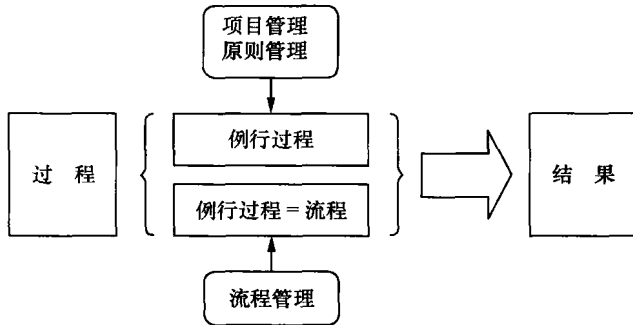 项目管理
原则管理
例行过程
过 程
结 果
例行过程 = 流程
流程管理